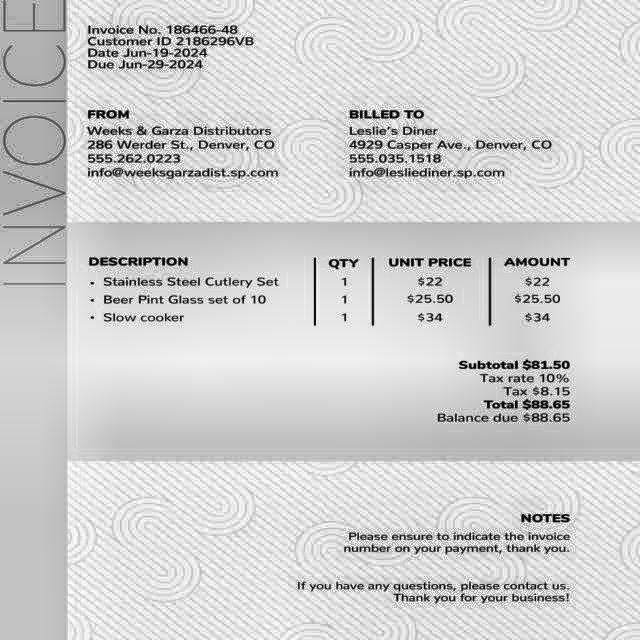 INVOICE
Invoice No. 186466-48
Customer ID 2186296VB
Date Jun-19-2024
Due Jun-29-2024
FROM
Weeks & Garza Distributors
286 Werder St., Denver, CO
555.262.0223
info@weeksgarzadist.sp.com
BILLED TO
Leslie's Diner
4929 Casper Ave., Denver, CO
555.035.1518
info@lesliediner.sp.com
DESCRIPTION QTY UNIT PRICE AMOUNT
• Stainless Steel Cutlery Set 1 $22 $22
• Beer Pint Glass set of 10 1 $25.50 $25.50
• Slow cooker 1 $34 $34
Subtotal $81.50
Tax rate 10%
Tax $8.15
Total $88.65
Balance due $88.65
NOTES
Please ensure to indicate the invoice
number on your payment, thank you.
If you have any questions, please contact us.
Thank you for your business!